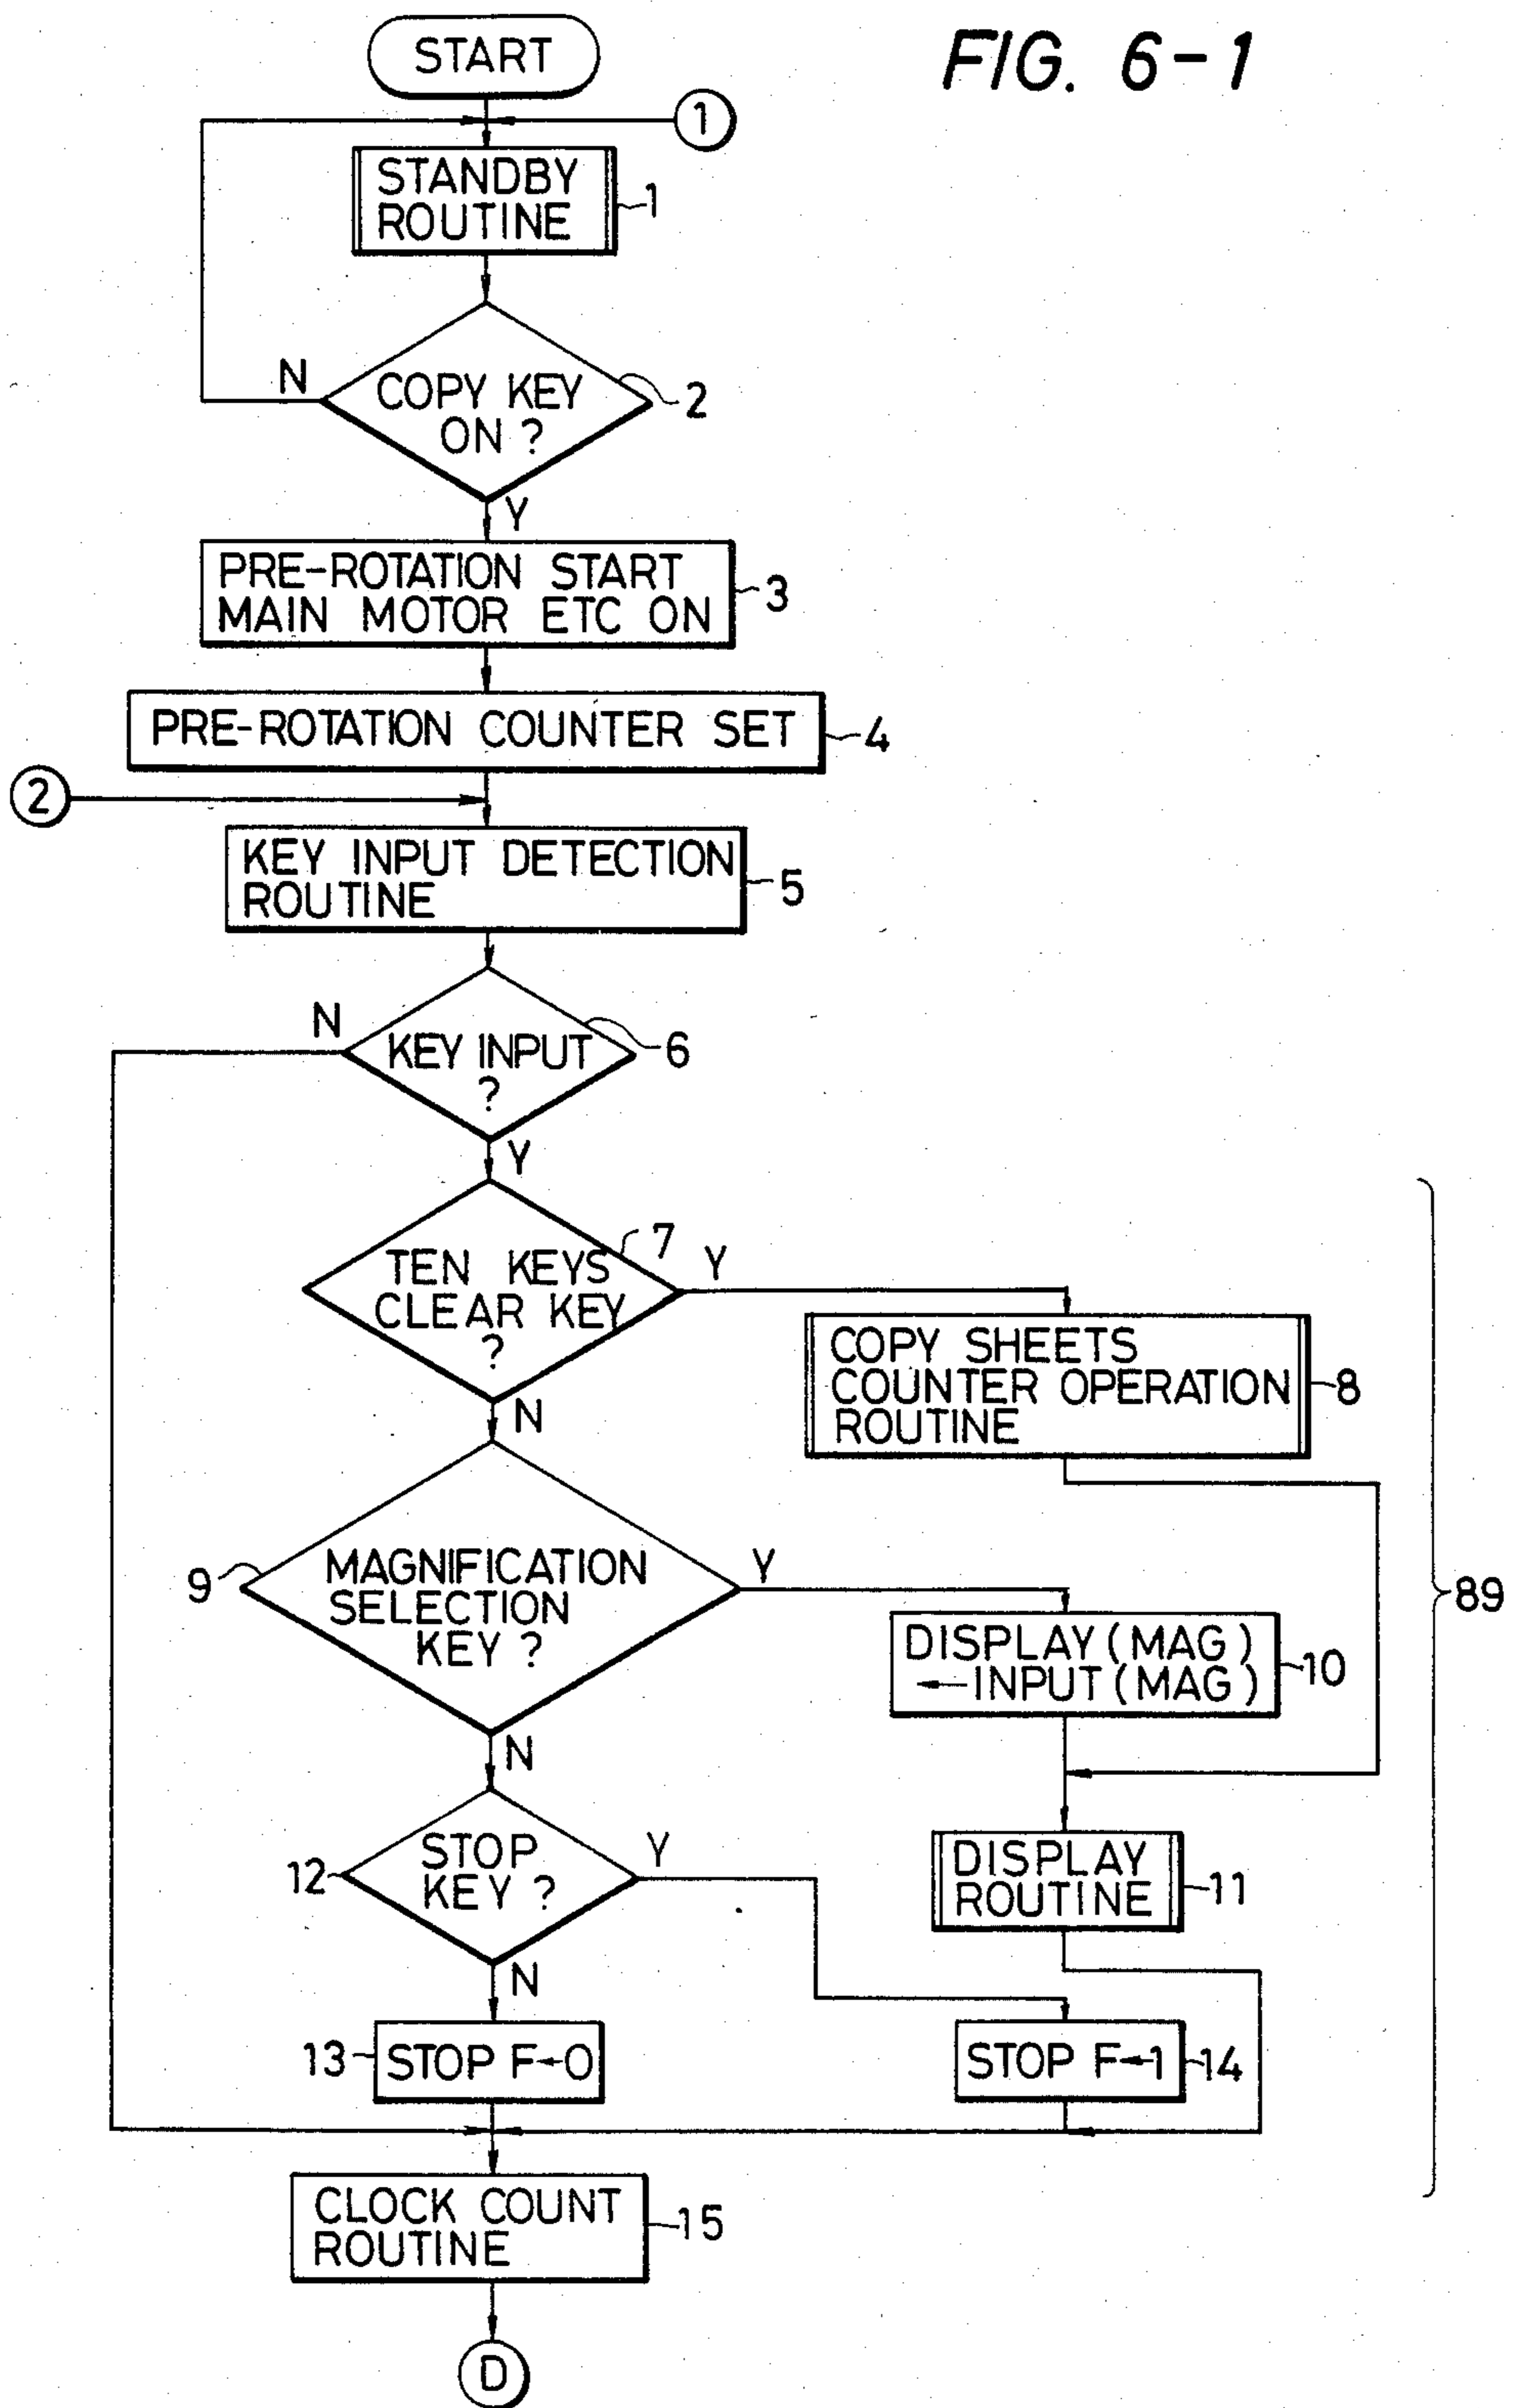 FIG. 6-1
START
1
STANDBY
ROUTINE
1
N
COPY KEY
ON ?
2
Y
PRE-ROTATION START
MAIN MOTOR ETC ON
3
PRE-ROTATION COUNTER SET
4
2
KEY INPUT DETECTION
ROUTINE
5
N
KEY INPUT
?
6
Y
TEN KEYS
CLEAR KEY
?
7
Y
COPY SHEETS
COUNTER OPERATION
ROUTINE
8
N
9
MAGNIFICATION
SELECTION
KEY ?
Y
DISPLAY (MAG)
←INPUT (MAG)
10
89
N
12
STOP
KEY ?
Y
DISPLAY
ROUTINE
11
N
13
STOP F←0
STOP F←1
14
CLOCK COUNT
ROUTINE
15
D